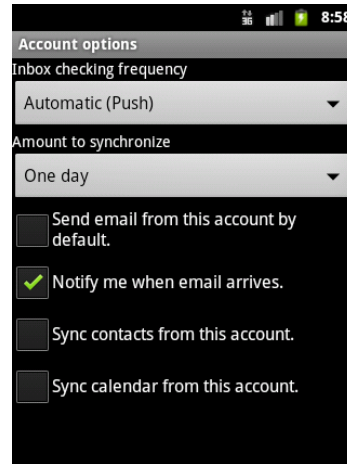 3G 8:58
Account options
Inbox checking frequency
Automatic (Push)
Amount to synchronize
One day
Send email from this account by
default.
Notify me when email arrives.
Sync contacts from this account.
Sync calendar from this account.